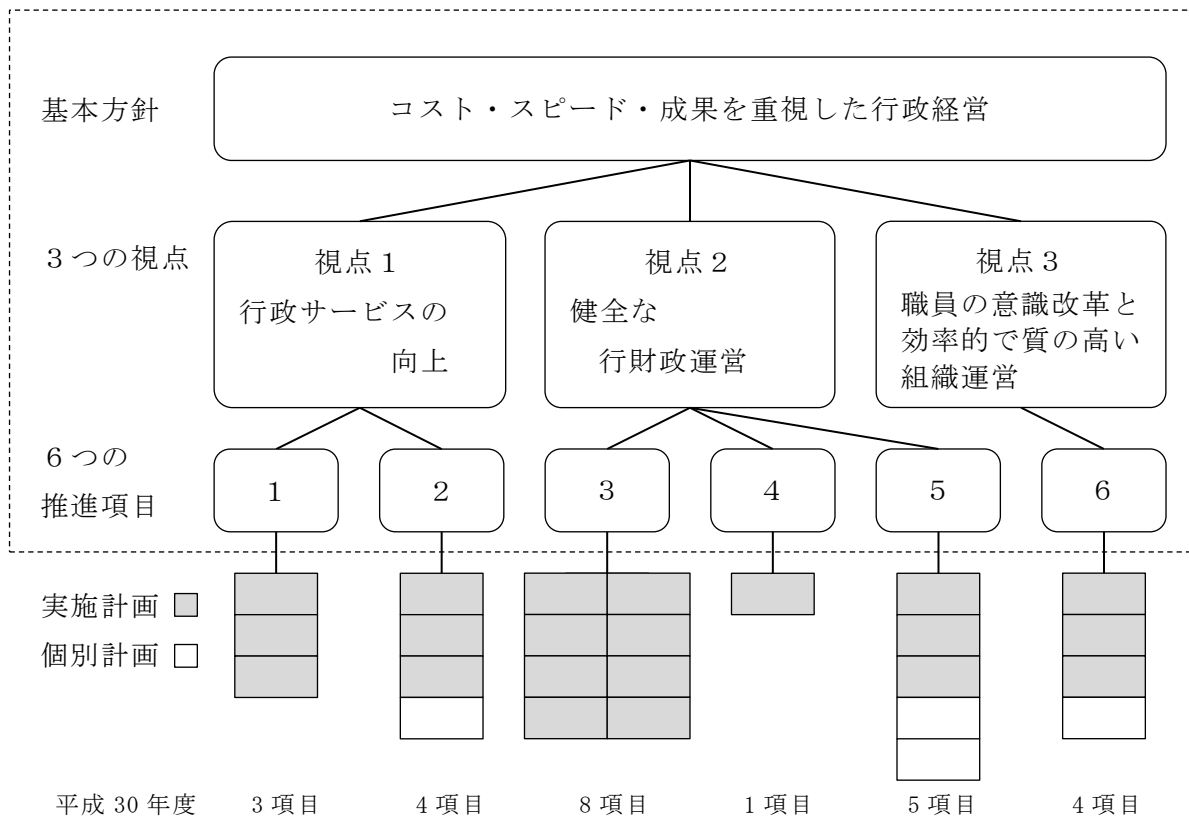 基本方針
コスト・スピード・成果を重視した行政経営
３つの視点
視点１
行政サービスの
向上
視点２
健全な
行財政運営
視点３
職員の意識改革と
効率的で質の高い
組織運営
６つの
推進項目
１
２
３
４
５
６
実施計画
個別計画
平成 30 年度
3 項目
4 項目
8 項目
1 項目
5 項目
4 項目